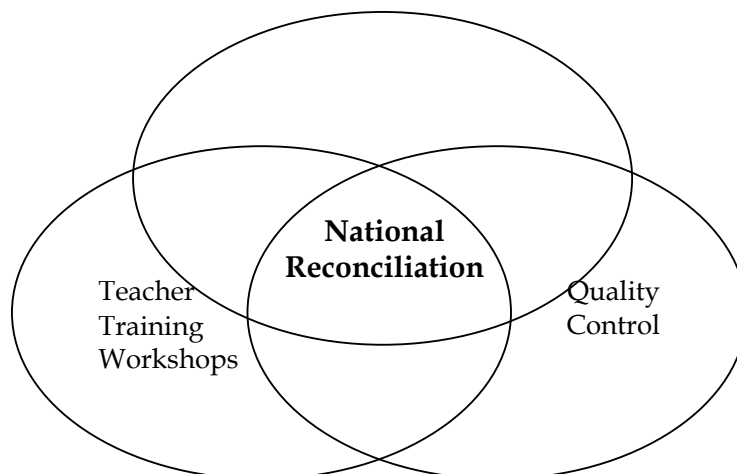 National
Reconciliation
Teacher
Training
Workshops
Quality
Control